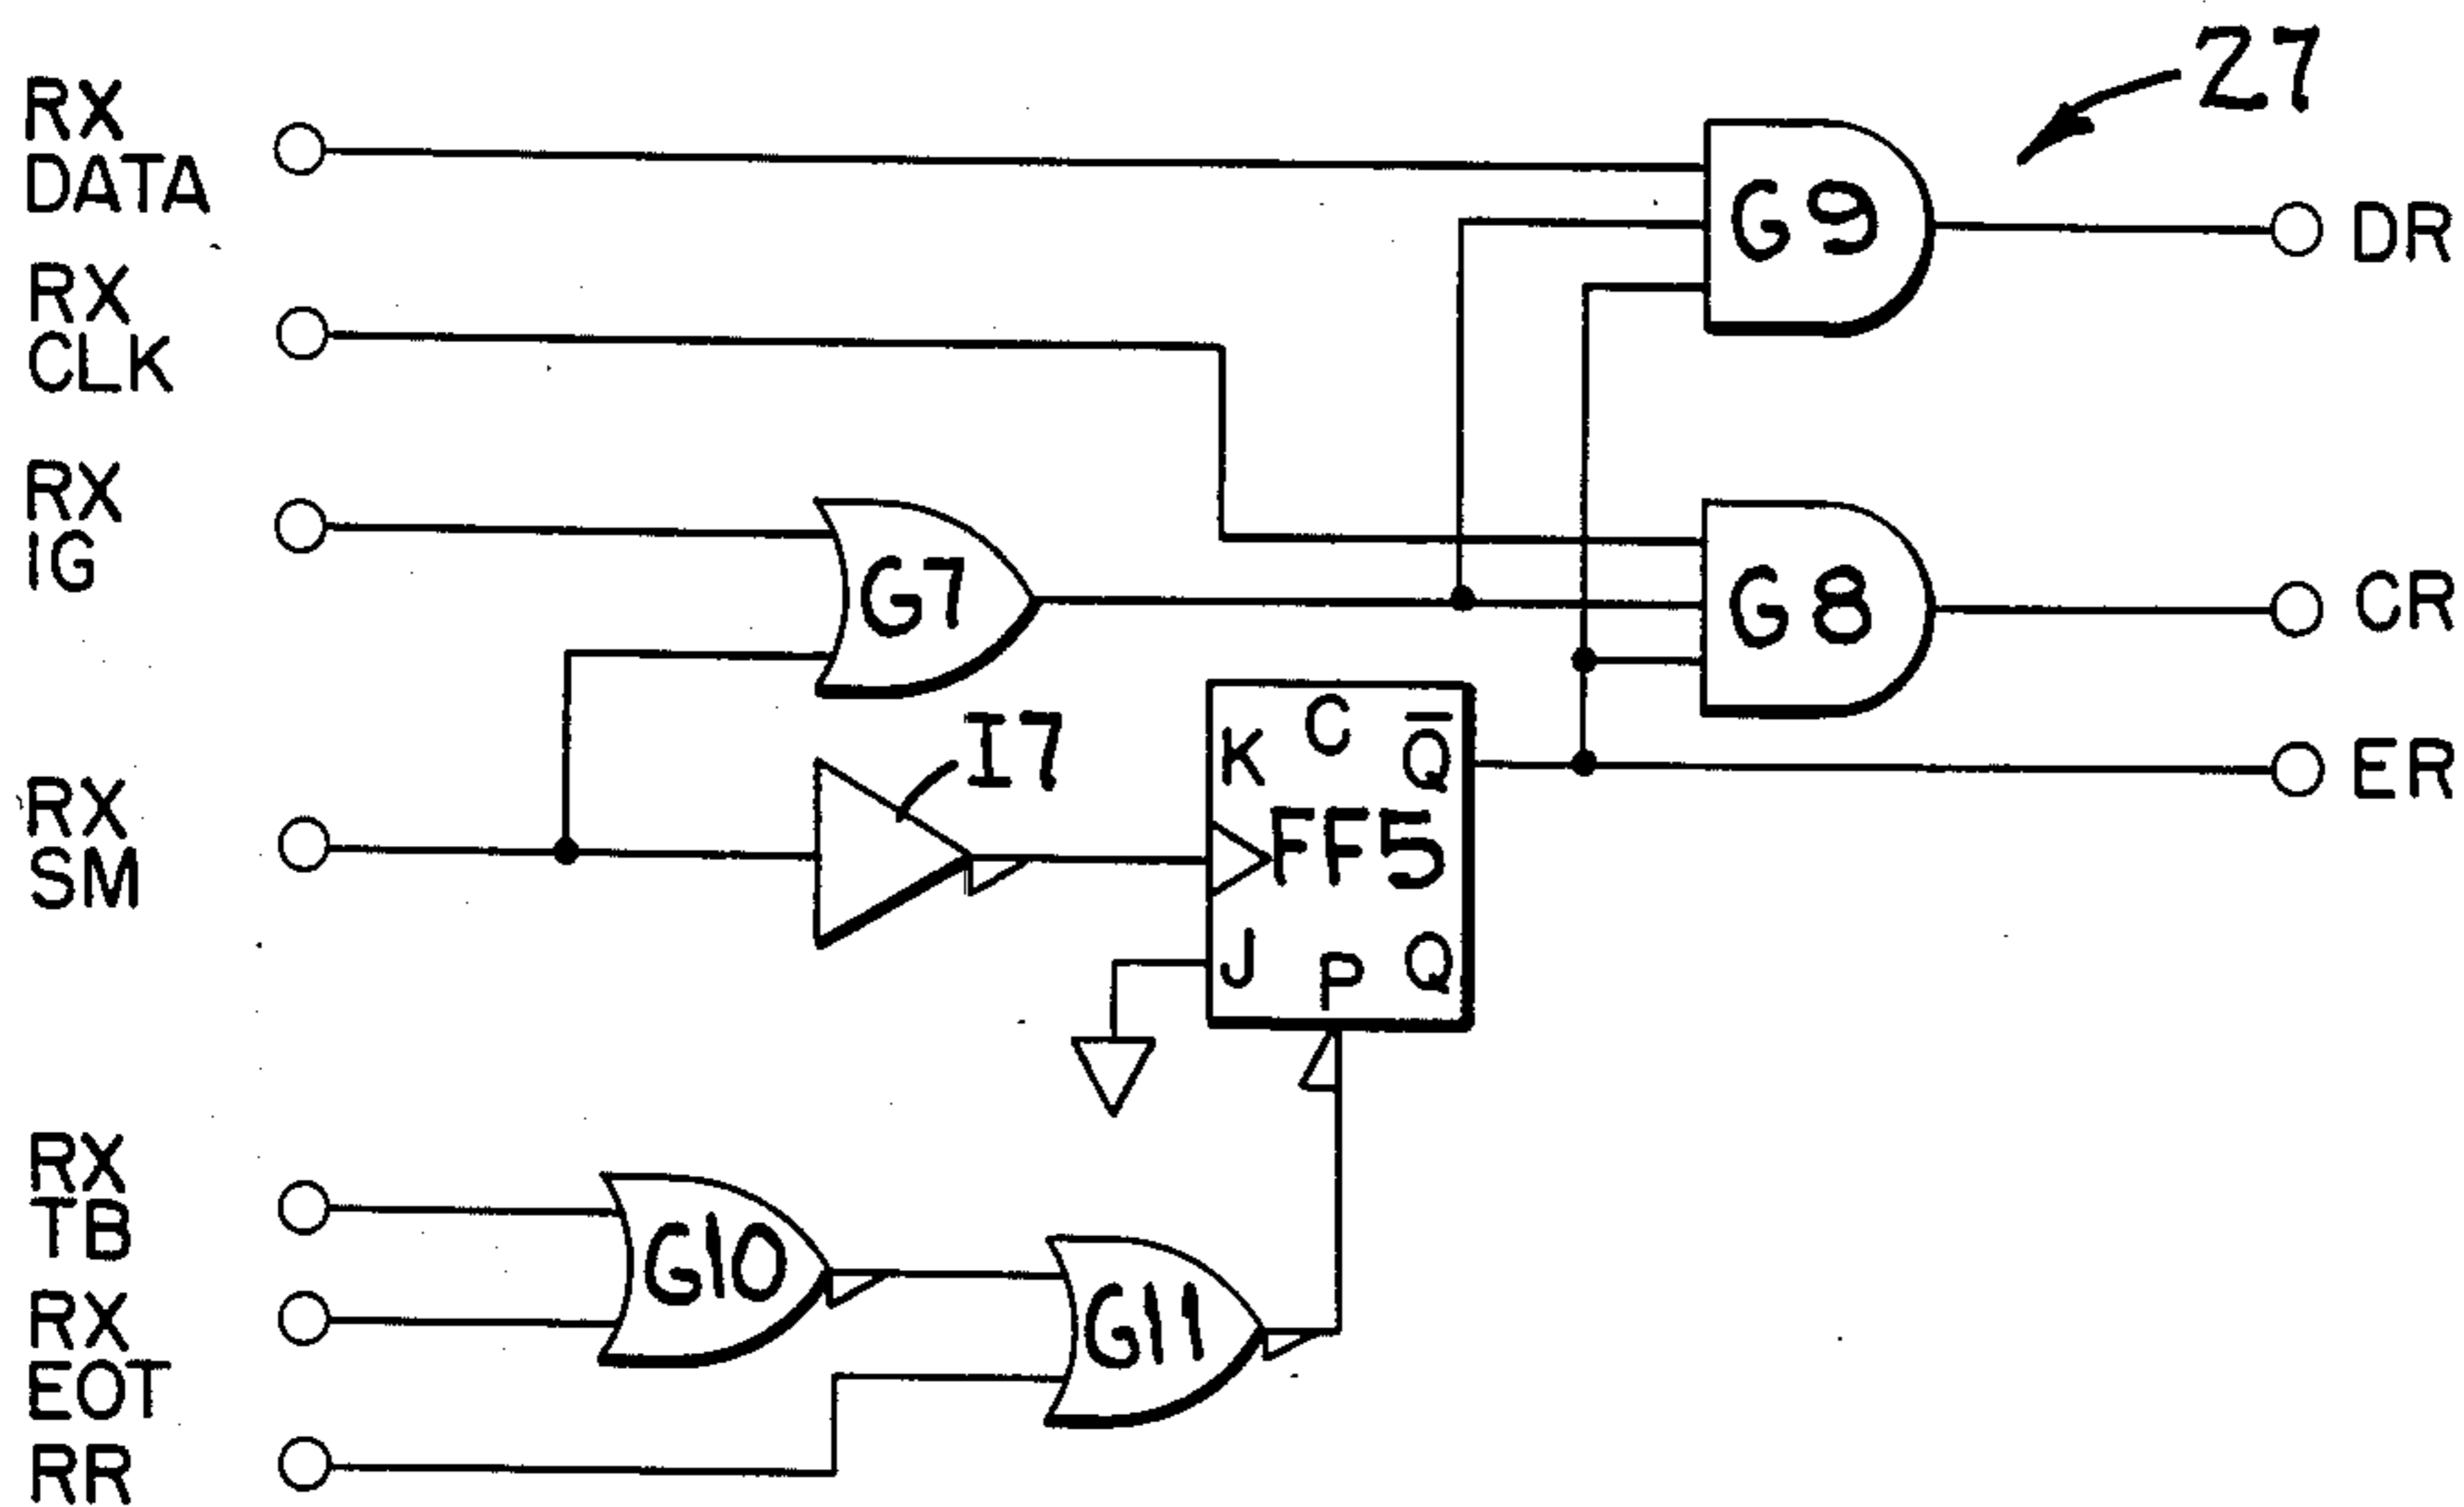 27
RX
DATA
G9
DR
RX
CLK
RX
IG
G7
G8
CR
I7
K C Q̅
ER
RX
SM
FF5
J P Q
RX
TB
G10
RX
EOT
G11
RR